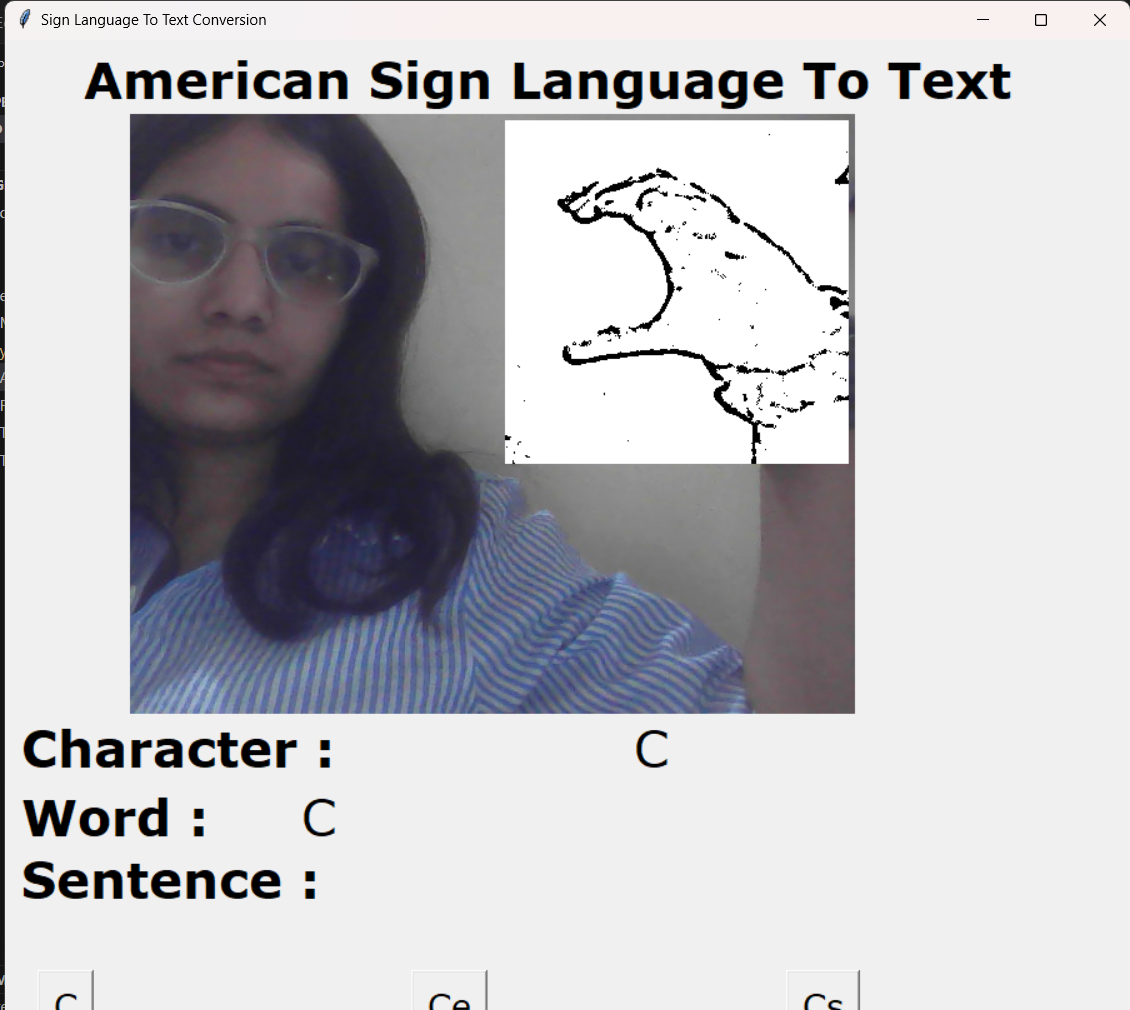 Sign Language To Text Conversion
American Sign Language To Text
Character : C
Word : C
Sentence :
C Ce Cs